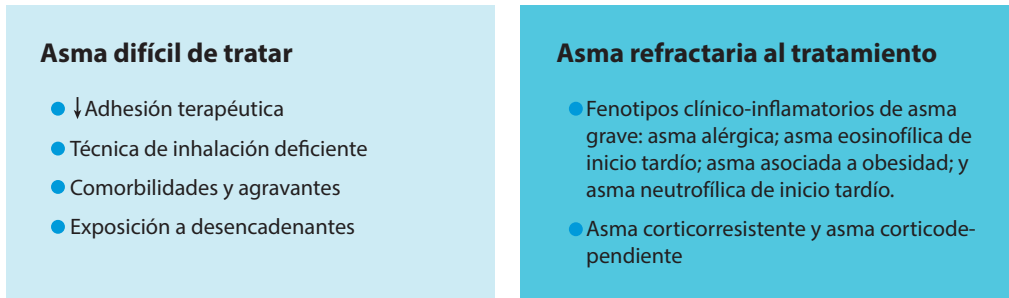 Asma difícil de tratar
● ↓Adhesión terapéutica
● Técnica de inhalación deficiente
● Comorbilidades y agravantes
● Exposición a desencadenantes
Asma refractaria al tratamiento
● Fenotipos clínico-inflamatorios de asma
grave: asma alérgica; asma eosinofílica de
inicio tardío; asma asociada a obesidad; y
asma neutrofílica de inicio tardío.
● Asma corticorresistente y asma corticode-
pendiente